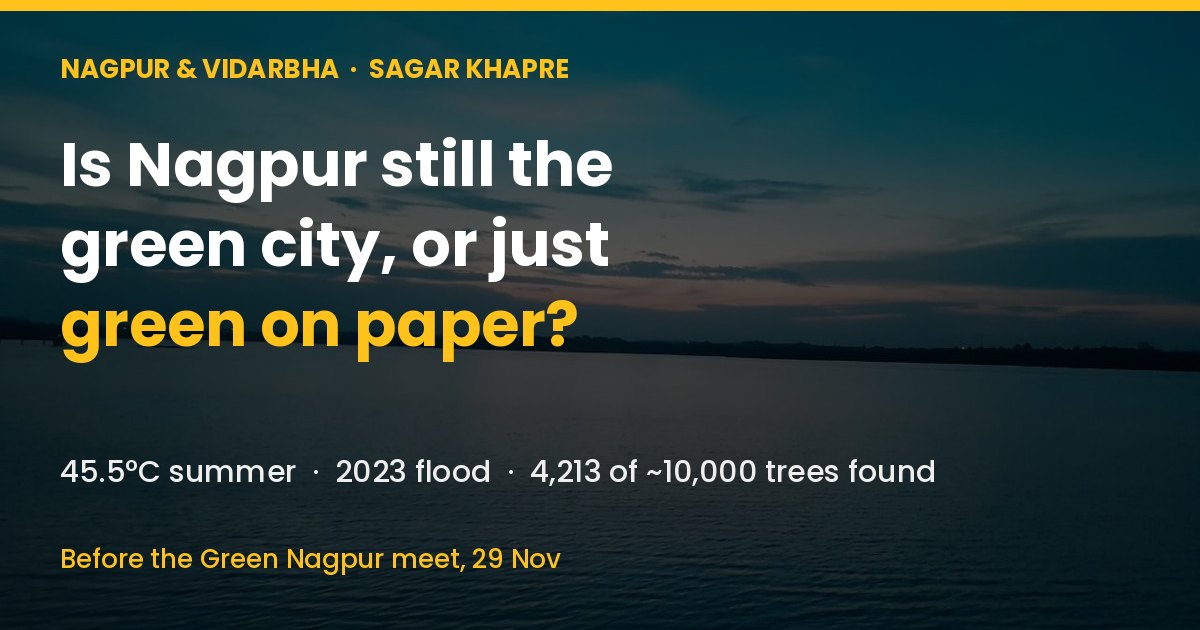 NAGPUR & VIDARBHA · SAGAR KHAPRE
Is Nagpur still the
green city, or just
green on paper?
45.5°C summer · 2023 flood · 4,213 of ~10,000 trees found
Before the Green Nagpur meet, 29 Nov